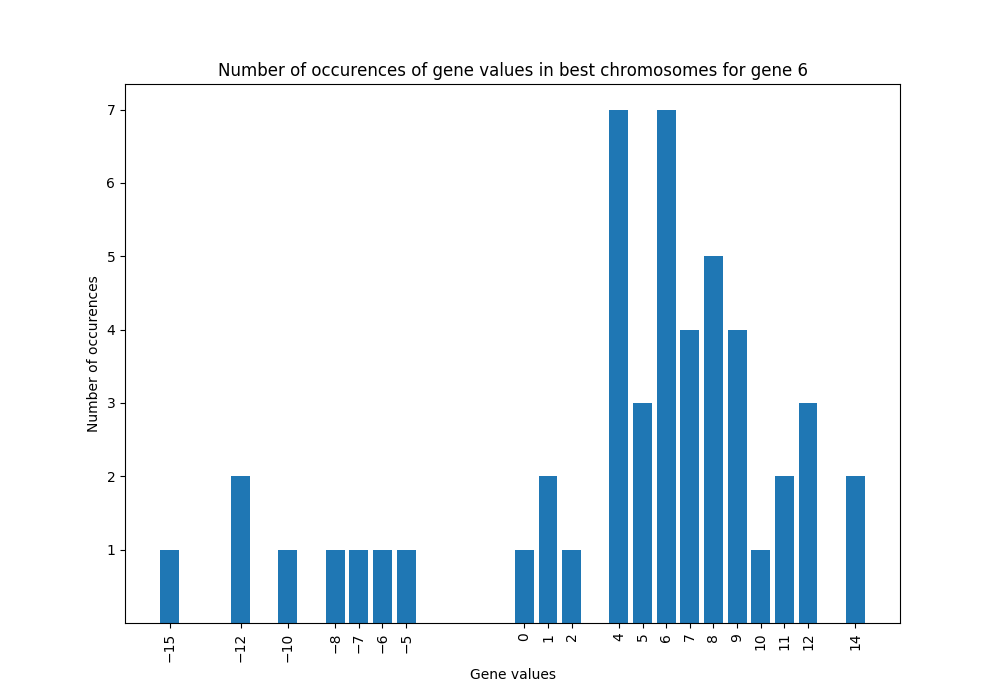 Number of occurences of gene values in best chromosomes for gene 6
7
6
5
4
3
2
1
Number of occurences
−15 −12 −10 −8 −7 −6 −5 0 1 2 4 5 6 7 8 9 10 11 12 14
Gene values